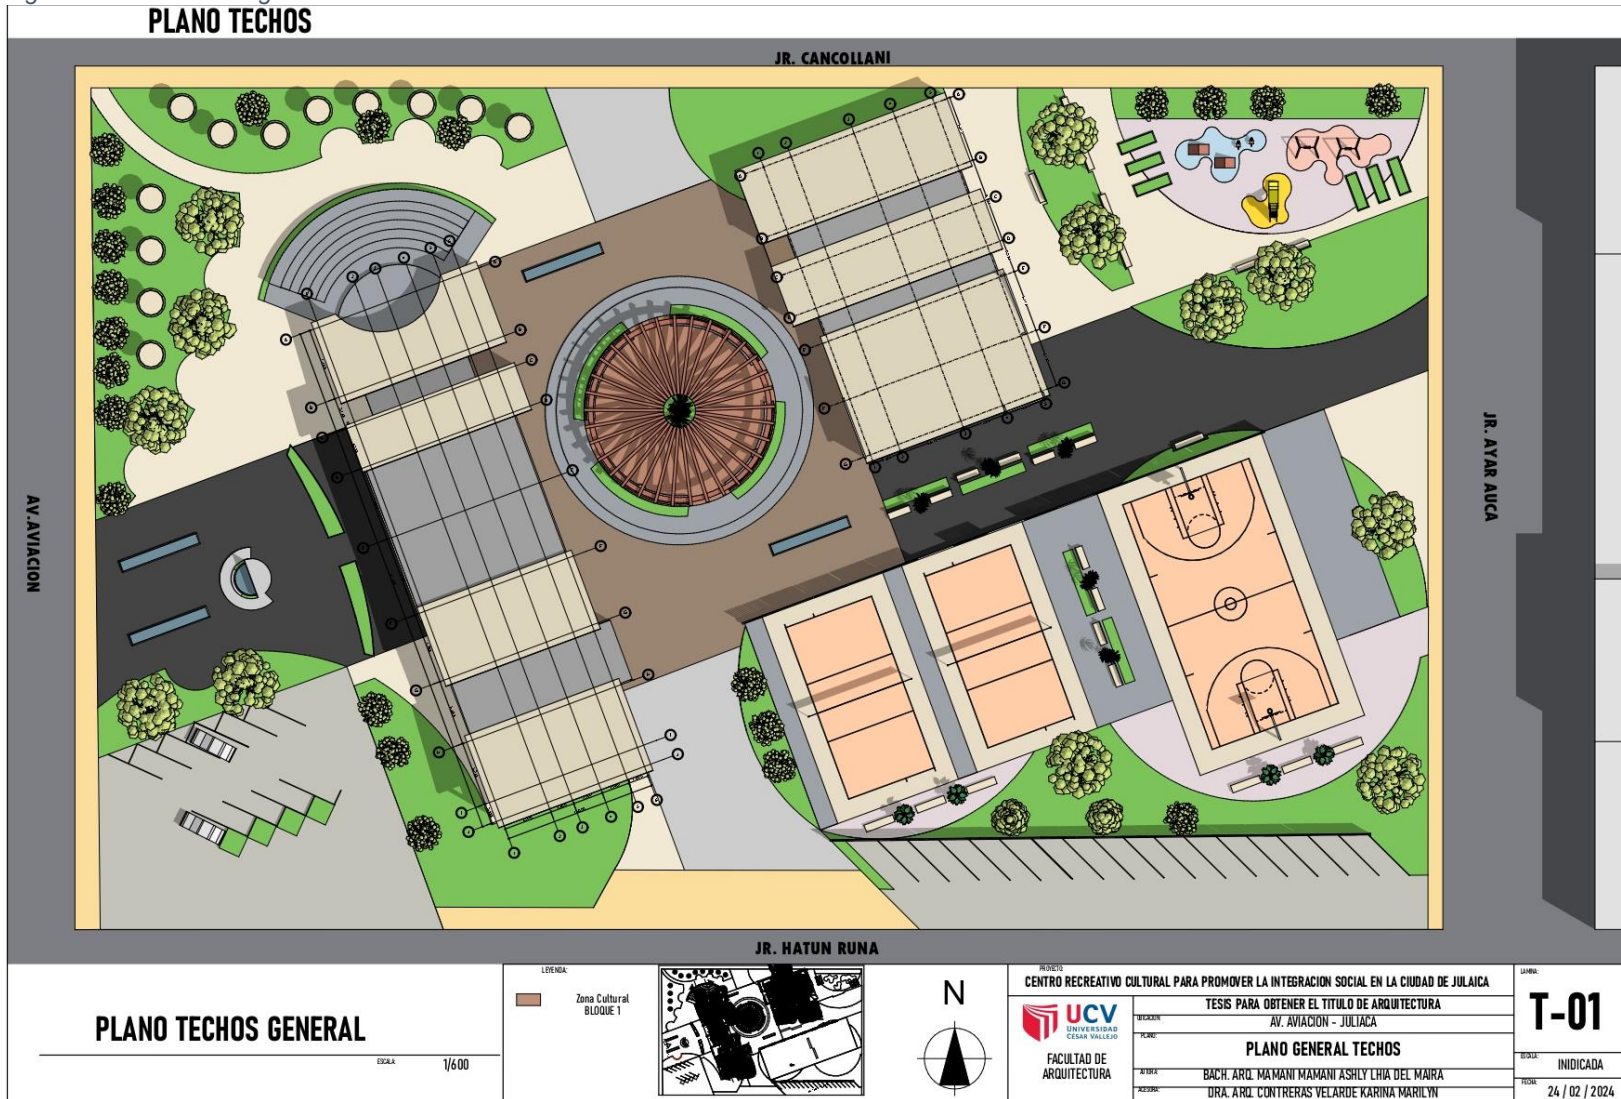 PLANO TECHOS
JR. CANCOLLANI
AV.AVIACION
JR. AYAR AUCA
JR. HATUN RUNA
PLANO TECHOS GENERAL
ESCALA:
1/600
LEYENDA:
Zona Cultural
BLOQUE 1
N
PROYECTO:
CENTRO RECREATIVO CULTURAL PARA PROMOVER LA INTEGRACION SOCIAL EN LA CIUDAD DE JULAICA
UCV
UNIVERSIDAD
CÉSAR VALLEJO
FACULTAD DE
ARQUITECTURA
TESIS PARA OBTENER EL TITULO DE ARQUITECTURA
UBICACION:
AV. AVIACION - JULIACA
PLANO:
PLANO GENERAL TECHOS
AUTORA:
BACH. ARQ. MAMANI MAMANI ASHLY LHIA DEL MAIRA
ASESORA:
DRA. ARQ. CONTRERAS VELARDE KARINA MARILYN
LAMINA:
T-01
ESCALA:
INIDICADA
FECHA:
24 / 02 / 2024